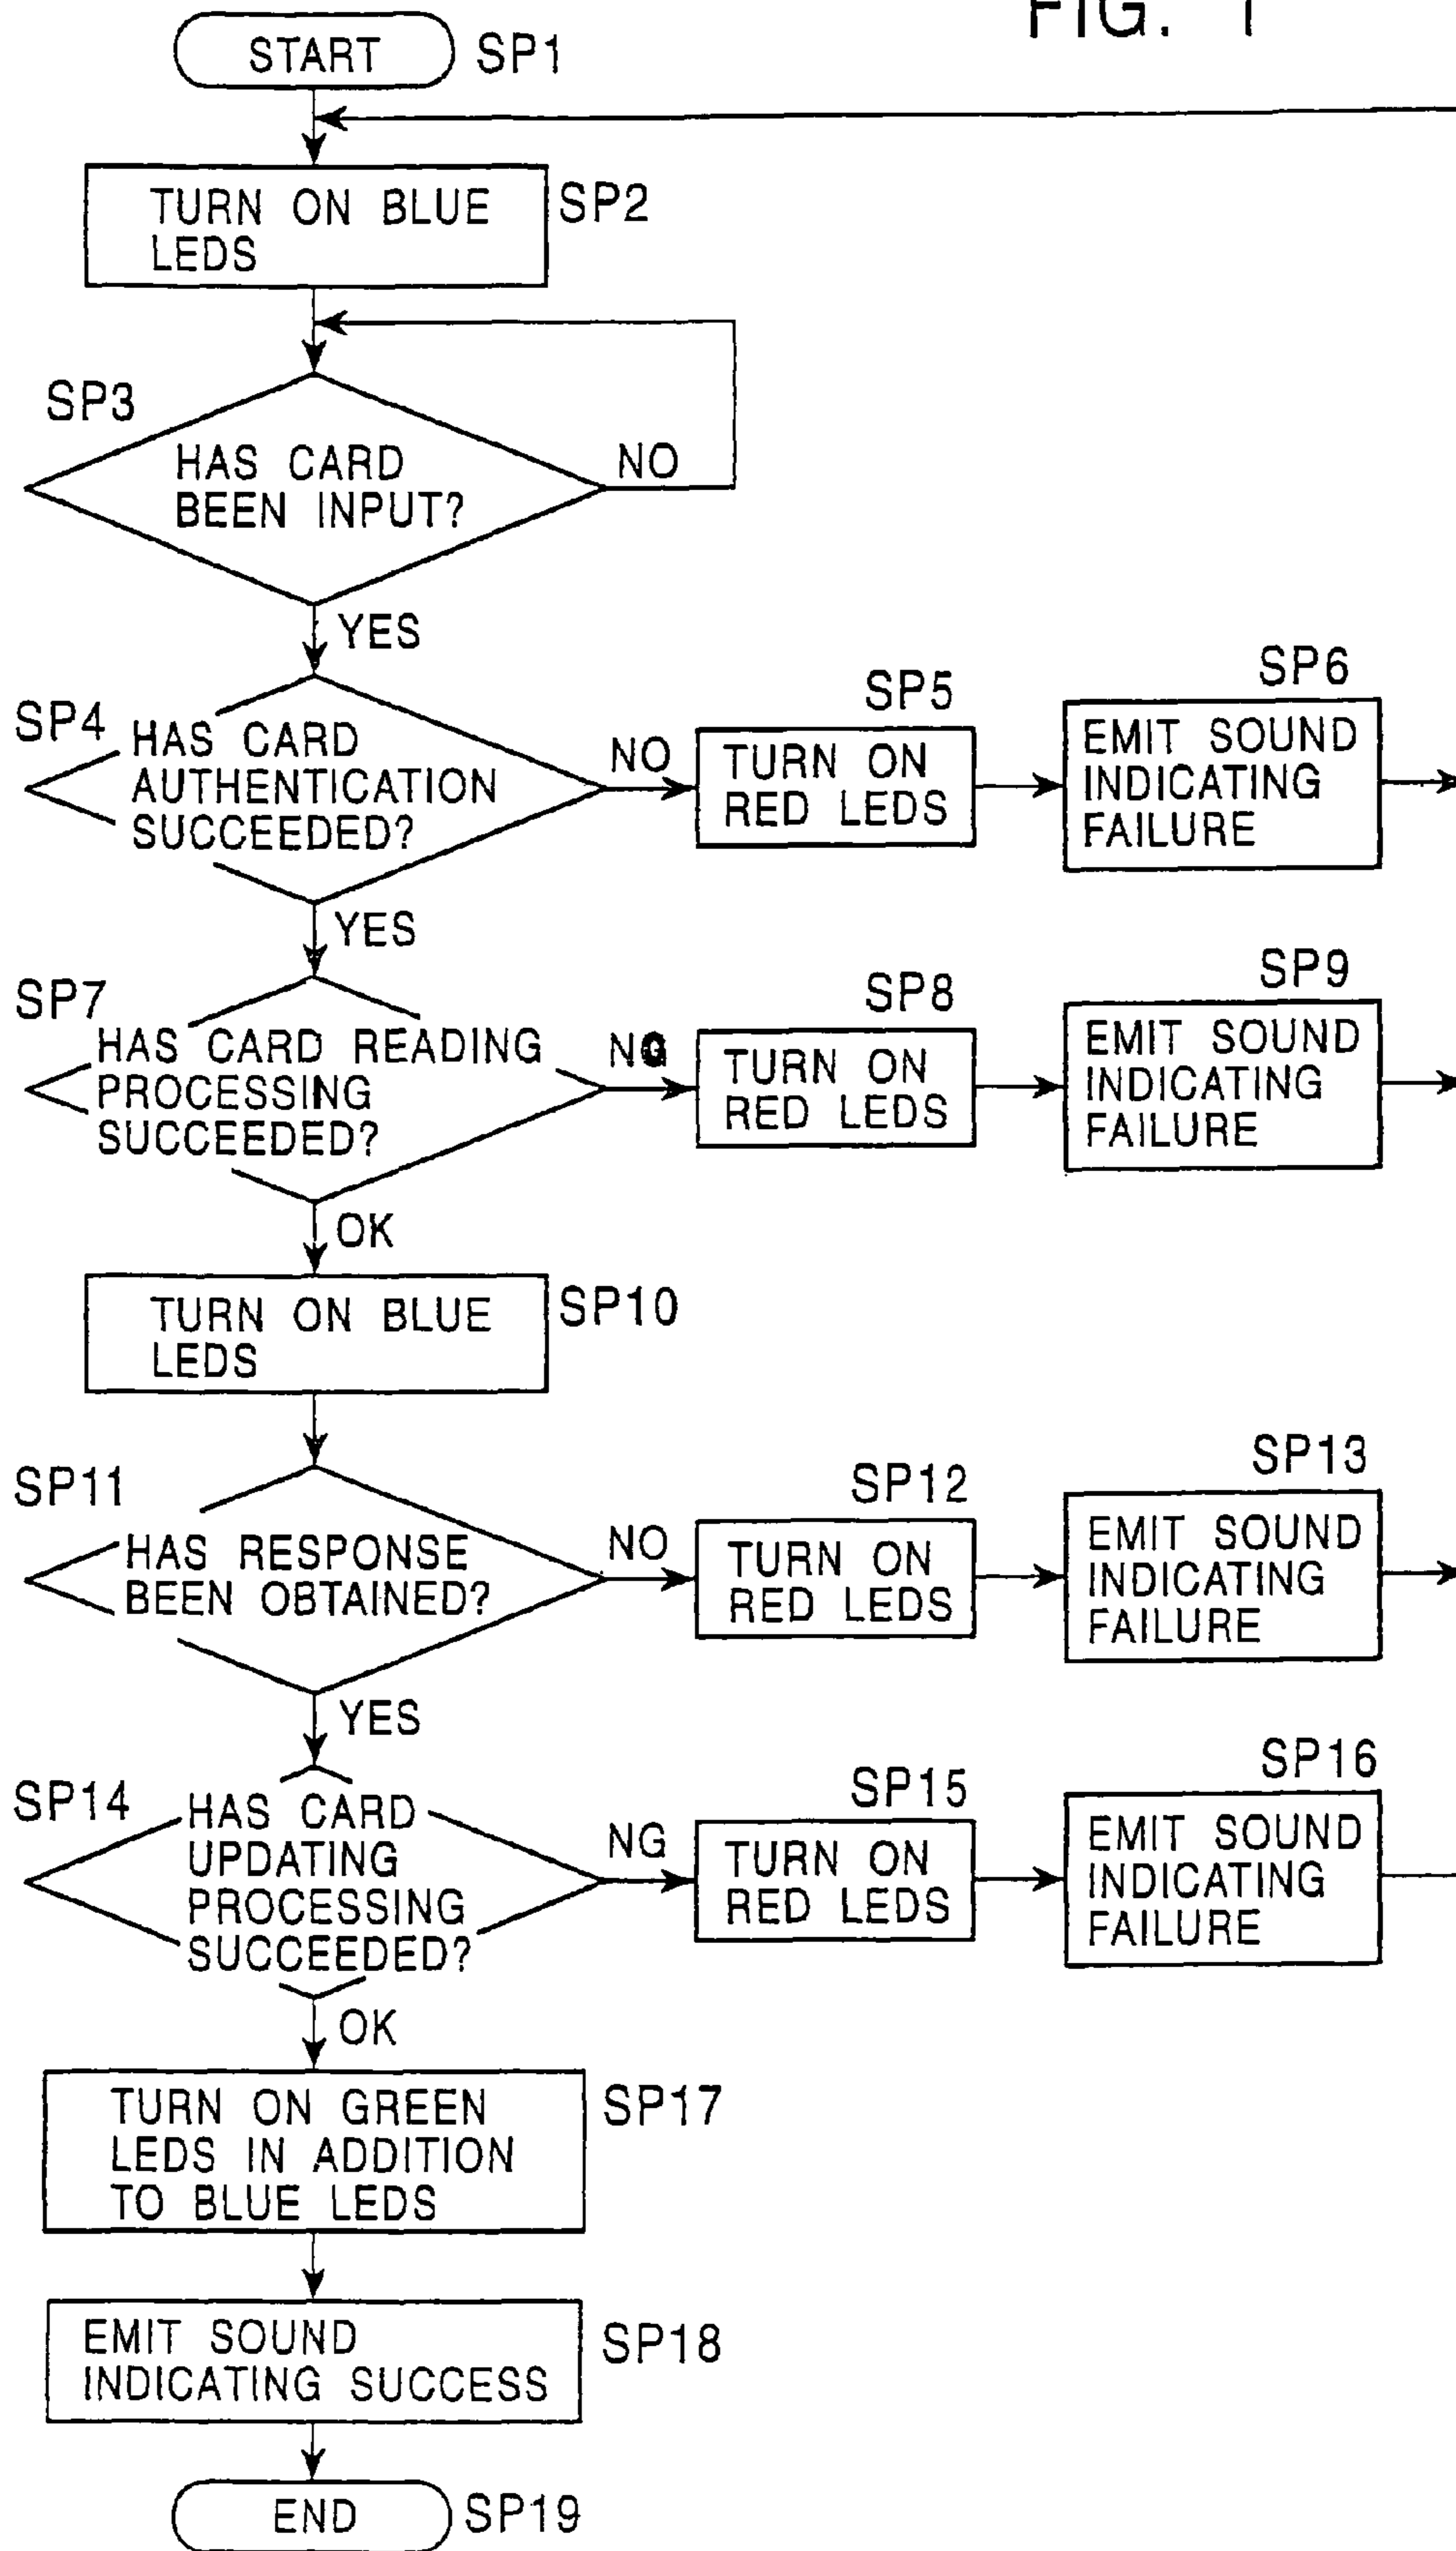 FIG. 1
START SP1
TURN ON BLUE
LEDS
SP2
SP3
HAS CARD
BEEN INPUT?
NO
YES
SP4
HAS CARD
AUTHENTICATION
SUCCEEDED?
NO
SP5
TURN ON
RED LEDS
SP6
EMIT SOUND
INDICATING
FAILURE
YES
SP7
HAS CARD READING
PROCESSING
SUCCEEDED?
SP8
TURN ON
RED LEDS
SP9
EMIT SOUND
INDICATING
FAILURE
OK
TURN ON BLUE
LEDS
SP10
SP11
HAS RESPONSE
BEEN OBTAINED?
NO
SP12
TURN ON
RED LEDS
SP13
EMIT SOUND
INDICATING
FAILURE
YES
SP14
HAS CARD
UPDATING
PROCESSING
SUCCEEDED?
NG
SP15
TURN ON
RED LEDS
SP16
EMIT SOUND
INDICATING
FAILURE
OK
TURN ON GREEN
LEDS IN ADDITION
TO BLUE LEDS
SP17
EMIT SOUND
INDICATING SUCCESS
SP18
END SP19